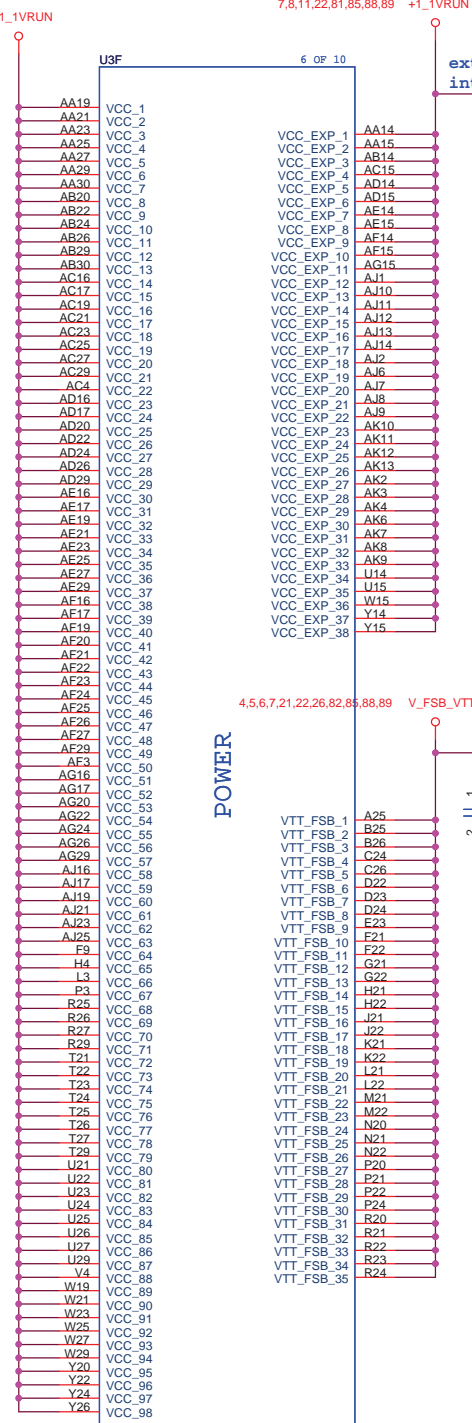 1_1VRUN
7,8,11,22,81,85,88,89 +1_1VRUN
U3F
6 OF 10
ext
int
AA19 VCC_1
AA21 VCC_2
AA23 VCC_3
AA25 VCC_4
AA27 VCC_5
AA29 VCC_6
AA30 VCC_7
AB20 VCC_8
AB22 VCC_9
AB24 VCC_10
AB26 VCC_11
AB29 VCC_12
AB30 VCC_13
AC16 VCC_14
AC17 VCC_15
AC19 VCC_16
AC21 VCC_17
AC23 VCC_18
AC25 VCC_19
AC27 VCC_20
AC29 VCC_21
AC4 VCC_22
AD16 VCC_23
AD17 VCC_24
AD20 VCC_25
AD22 VCC_26
AD24 VCC_27
AD26 VCC_28
AD29 VCC_29
AE16 VCC_30
AE17 VCC_31
AE19 VCC_32
AE21 VCC_33
AE23 VCC_34
AE25 VCC_35
AE27 VCC_36
AE29 VCC_37
AF16 VCC_38
AF17 VCC_39
AF19 VCC_40
AF20 VCC_41
AF21 VCC_42
AF22 VCC_43
AF23 VCC_44
AF24 VCC_45
AF25 VCC_46
AF26 VCC_47
AF27 VCC_48
AF29 VCC_49
AF3 VCC_50
AG16 VCC_51
AG17 VCC_52
AG20 VCC_53
AG22 VCC_54
AG24 VCC_55
AG26 VCC_56
AG29 VCC_57
AJ16 VCC_58
AJ17 VCC_59
AJ19 VCC_60
AJ21 VCC_61
AJ23 VCC_62
AJ25 VCC_63
F9 VCC_64
H4 VCC_65
L3 VCC_66
P3 VCC_67
R25 VCC_68
R26 VCC_69
R27 VCC_70
R29 VCC_71
T21 VCC_72
T22 VCC_73
T23 VCC_74
T24 VCC_75
T25 VCC_76
T26 VCC_77
T27 VCC_78
T29 VCC_79
U21 VCC_80
U22 VCC_81
U23 VCC_82
U24 VCC_83
U25 VCC_84
U26 VCC_85
U27 VCC_86
U29 VCC_87
V4 VCC_88
W19 VCC_89
W21 VCC_90
W23 VCC_91
W25 VCC_92
W27 VCC_93
W29 VCC_94
Y20 VCC_95
Y22 VCC_96
Y24 VCC_97
Y26 VCC_98
POWER
VCC_EXP_1 AA14
VCC_EXP_2 AA15
VCC_EXP_3 AB14
VCC_EXP_4 AC15
VCC_EXP_5 AD14
VCC_EXP_6 AD15
VCC_EXP_7 AE14
VCC_EXP_8 AE15
VCC_EXP_9 AF14
VCC_EXP_10 AF15
VCC_EXP_11 AG15
VCC_EXP_12 AJ1
VCC_EXP_13 AJ10
VCC_EXP_14 AJ11
VCC_EXP_15 AJ12
VCC_EXP_16 AJ13
VCC_EXP_17 AJ14
VCC_EXP_18 AJ2
VCC_EXP_19 AJ6
VCC_EXP_20 AJ7
VCC_EXP_21 AJ8
VCC_EXP_22 AJ9
VCC_EXP_23 AK10
VCC_EXP_24 AK11
VCC_EXP_25 AK12
VCC_EXP_26 AK13
VCC_EXP_27 AK2
VCC_EXP_28 AK3
VCC_EXP_29 AK4
VCC_EXP_30 AK6
VCC_EXP_31 AK7
VCC_EXP_32 AK8
VCC_EXP_33 AK9
VCC_EXP_34 U14
VCC_EXP_35 U15
VCC_EXP_36 W15
VCC_EXP_37 Y14
VCC_EXP_38 Y15
4,5,6,7,21,22,26,82,85,88,89 V_FSB_VTT
VTT_FSB_1 A25
VTT_FSB_2 B25
VTT_FSB_3 B26
VTT_FSB_4 C24
VTT_FSB_5 C26
VTT_FSB_6 D22
VTT_FSB_7 D23
VTT_FSB_8 D24
VTT_FSB_9 E23
VTT_FSB_10 F21
VTT_FSB_11 F22
VTT_FSB_12 G21
VTT_FSB_13 G22
VTT_FSB_14 H21
VTT_FSB_15 H22
VTT_FSB_16 J21
VTT_FSB_17 J22
VTT_FSB_18 K21
VTT_FSB_19 K22
VTT_FSB_20 L21
VTT_FSB_21 L22
VTT_FSB_22 M21
VTT_FSB_23 M22
VTT_FSB_24 N20
VTT_FSB_25 N21
VTT_FSB_26 N22
VTT_FSB_27 P20
VTT_FSB_28 P21
VTT_FSB_29 P22
VTT_FSB_30 P24
VTT_FSB_31 R20
VTT_FSB_32 R21
VTT_FSB_33 R22
VTT_FSB_34 R23
VTT_FSB_35 R24